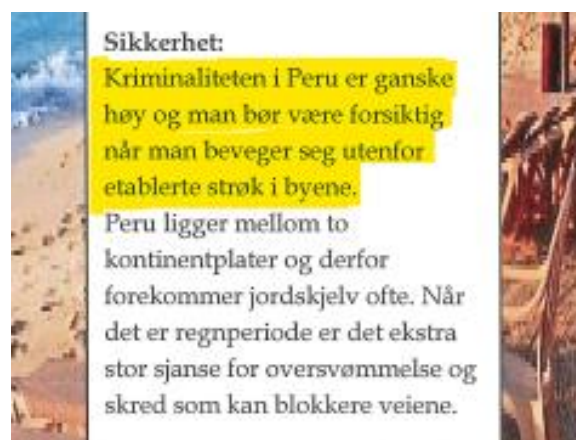 Sikkerhet:
Kriminaliteten i Peru er ganske
høy og man bør være forsiktig
når man beveger seg utenfor
etablerte strøk i byene.
Peru ligger mellom to
kontinentplater og derfor
forekommer jordskjelv ofte. Når
det er regnperiode er det ekstra
stor sjanse for oversvømmelse og
skred som kan blokkere veiene.